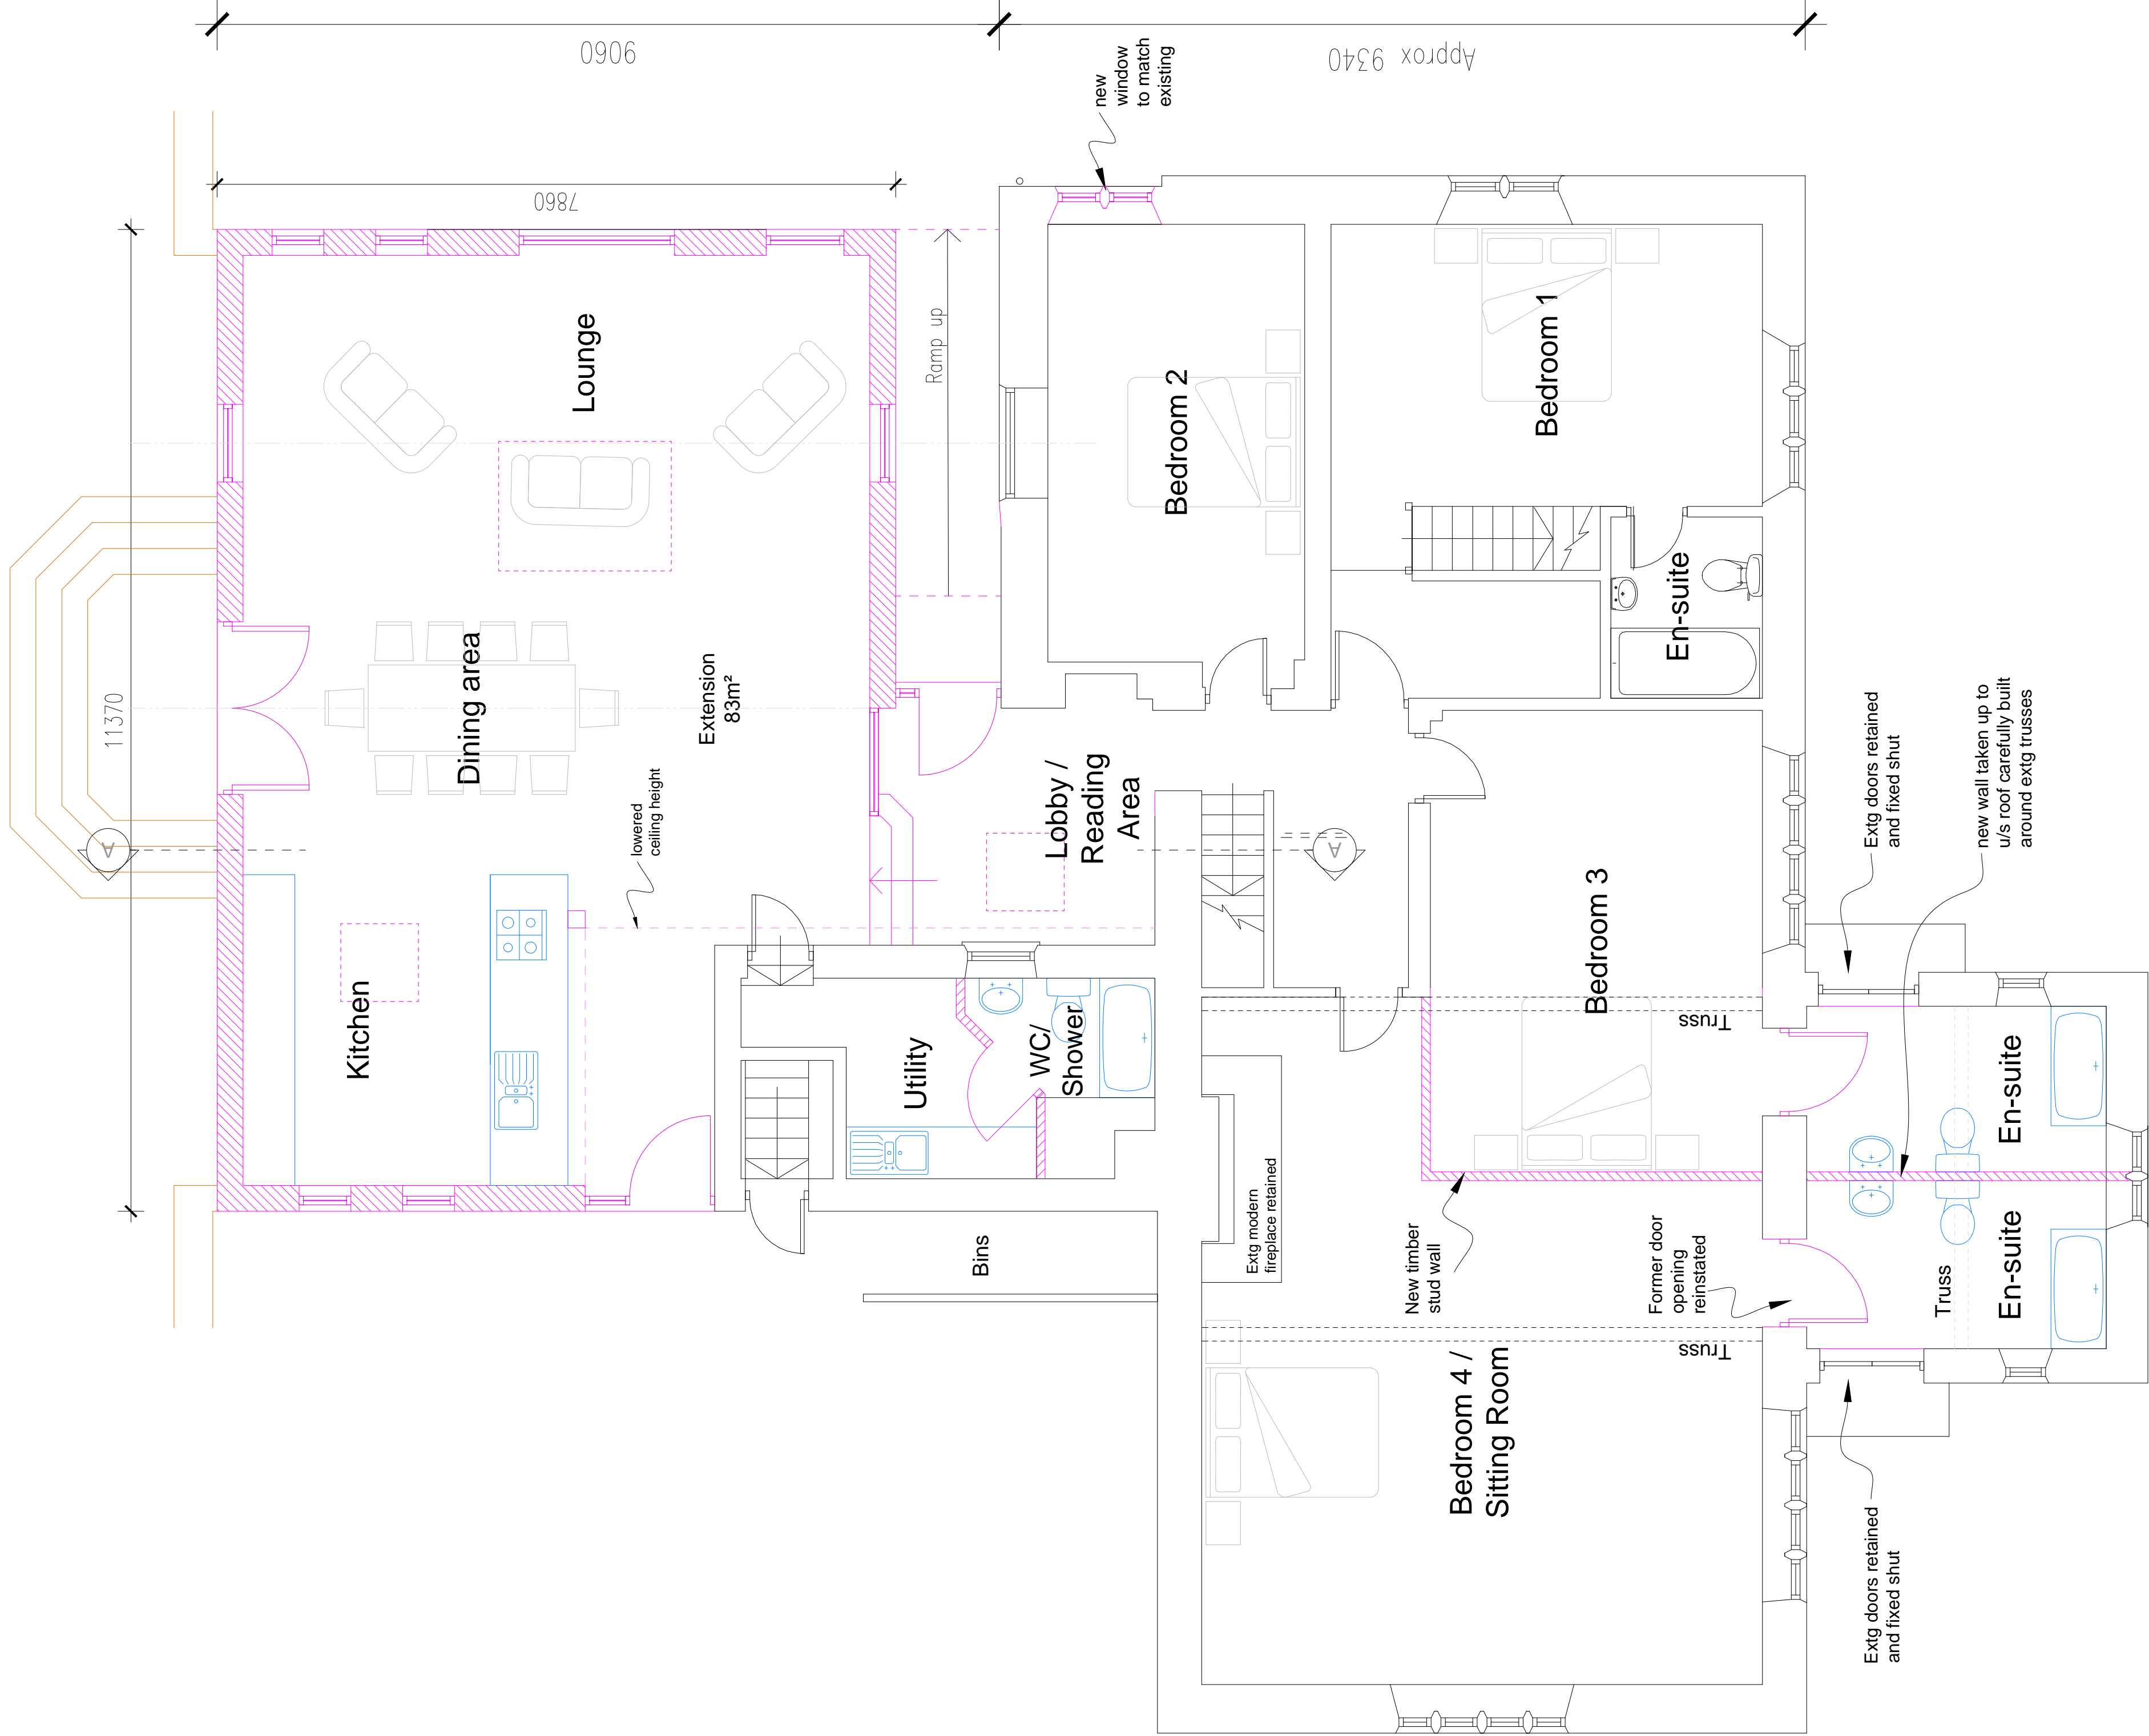 9060
Approx 9340
new
window
to match
existing
7860
11370
Ramp up
Lounge
Dining area
Extension
83m²
lowered
ceiling height
Kitchen
Lobby /
Reading
Area
A
A
Utility
WC/
Shower
Bins
Bedroom 2
Bedroom 1
En-suite
Bedroom 3
Truss
Extg modern
fireplace retained
New timber
stud wall
Former door
opening
reinstated
Bedroom 4 /
Sitting Room
Truss
Truss
En-suite
En-suite
Extg doors retained
and fixed shut
new wall taken up to
u/s roof carefully built
around extg trusses
Extg doors retained
and fixed shut